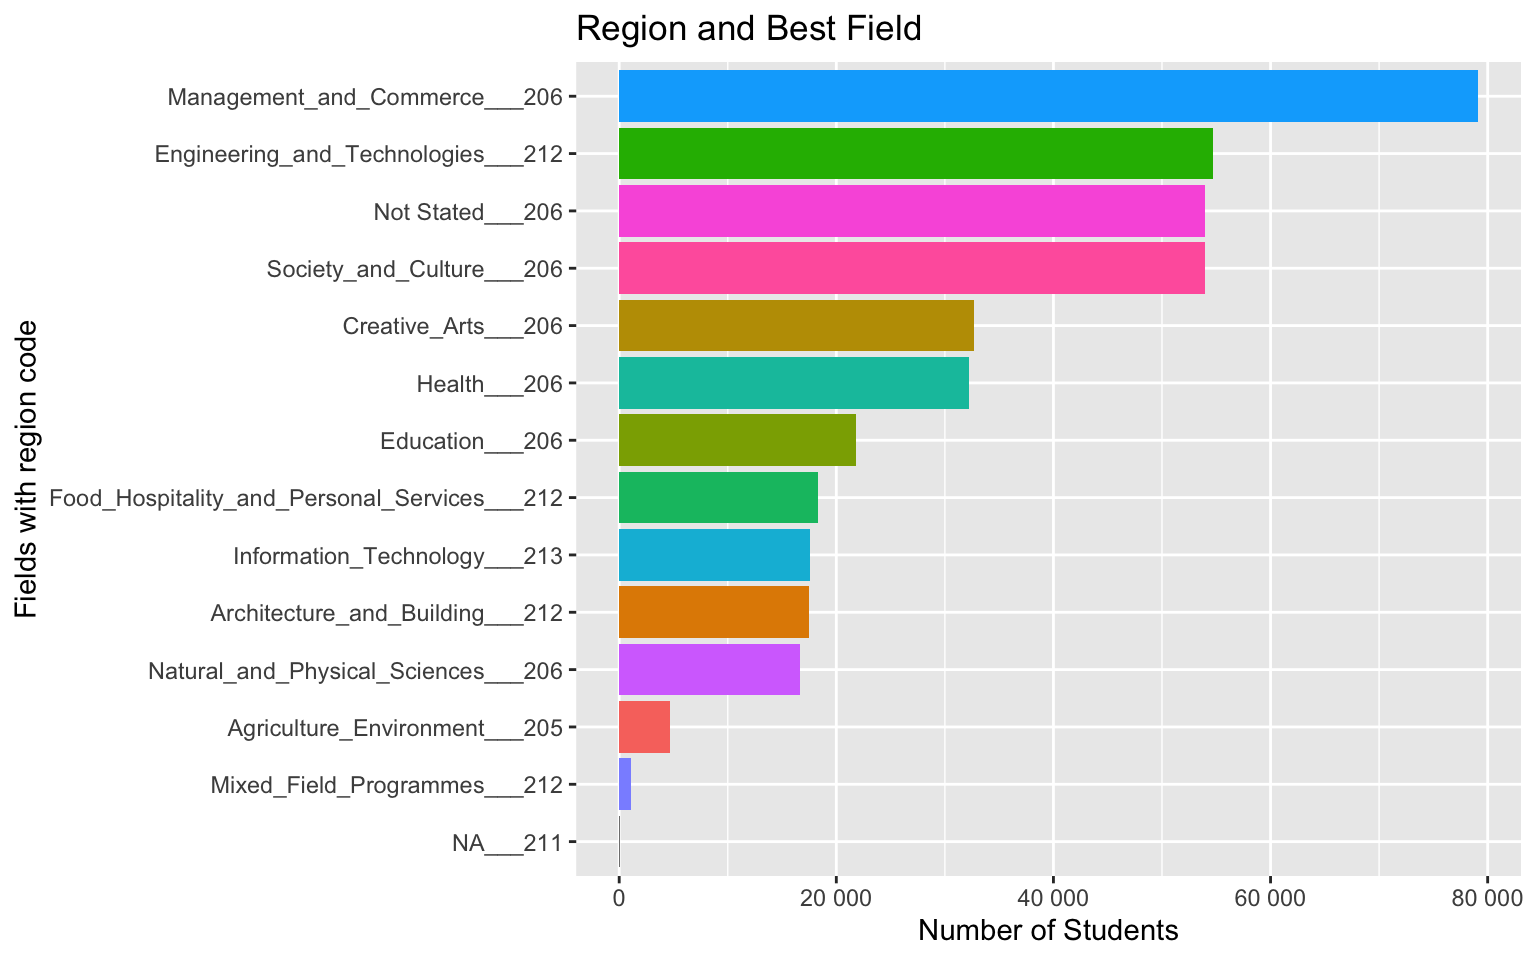 Region and Best Field
Management_and_Commerce___206
Engineering_and_Technologies___212
Not Stated___206
Society_and_Culture___206
Creative_Arts___206
Health___206
Education___206
Food_Hospitality_and_Personal_Services___212
Information_Technology___213
Architecture_and_Building___212
Natural_and_Physical_Sciences___206
Agriculture_Environment___205
Mixed_Field_Programmes___212
NA___211
Fields with region code
0 20 000 40 000 60 000 80 000
Number of Students